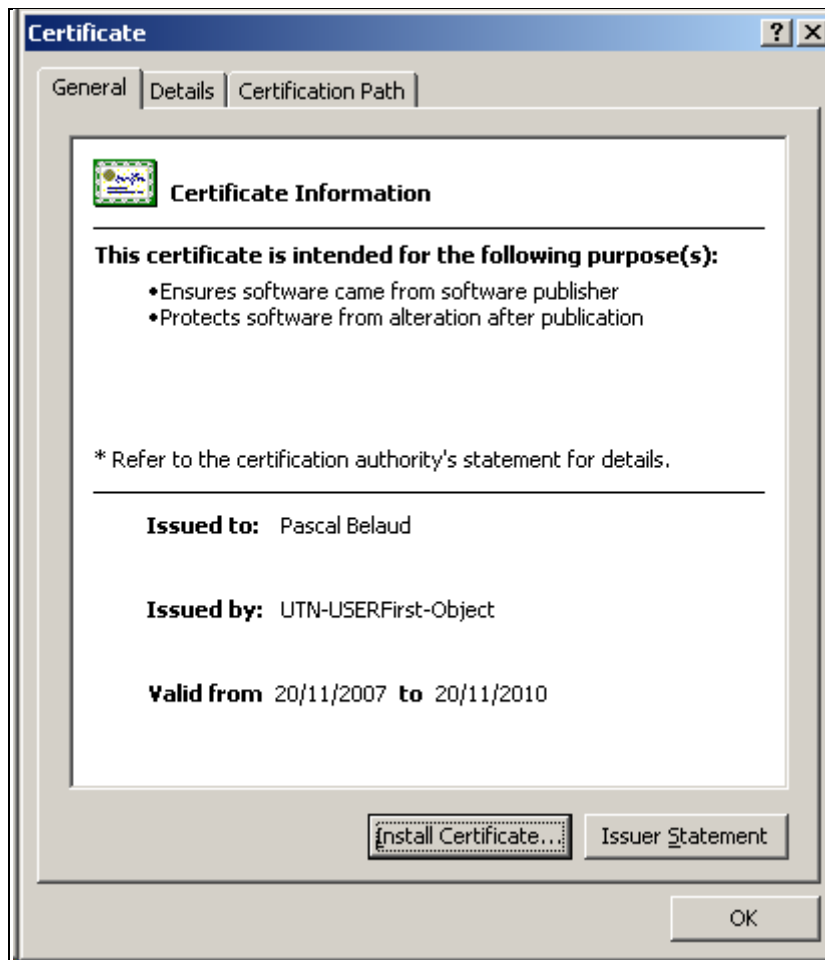 Certificate
General Details Certification Path
Certificate Information
This certificate is intended for the following purpose(s):
•Ensures software came from software publisher
•Protects software from alteration after publication
* Refer to the certification authority's statement for details.
Issued to: Pascal Belaud
Issued by: UTN-USERFirst-Object
Valid from 20/11/2007 to 20/11/2010
Install Certificate... Issuer Statement
OK